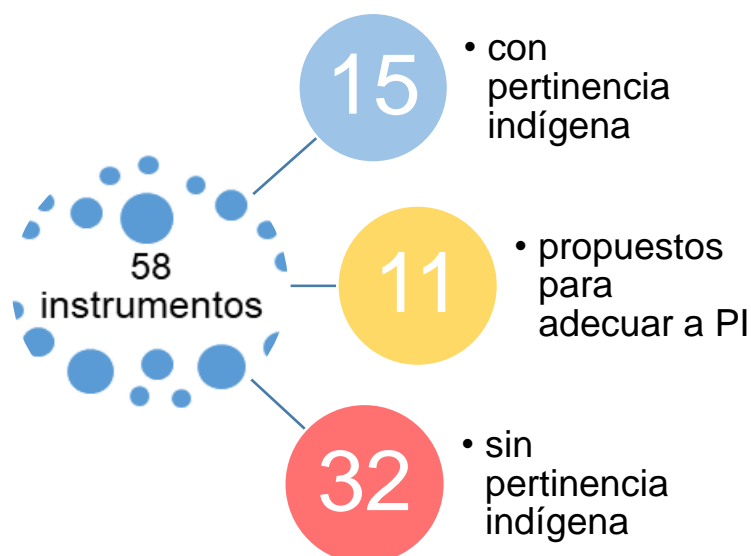 15
• con
pertinencia
indígena
58
instrumentos
11
• propuestos
para
adecuar a PI
32
• sin
pertinencia
indígena